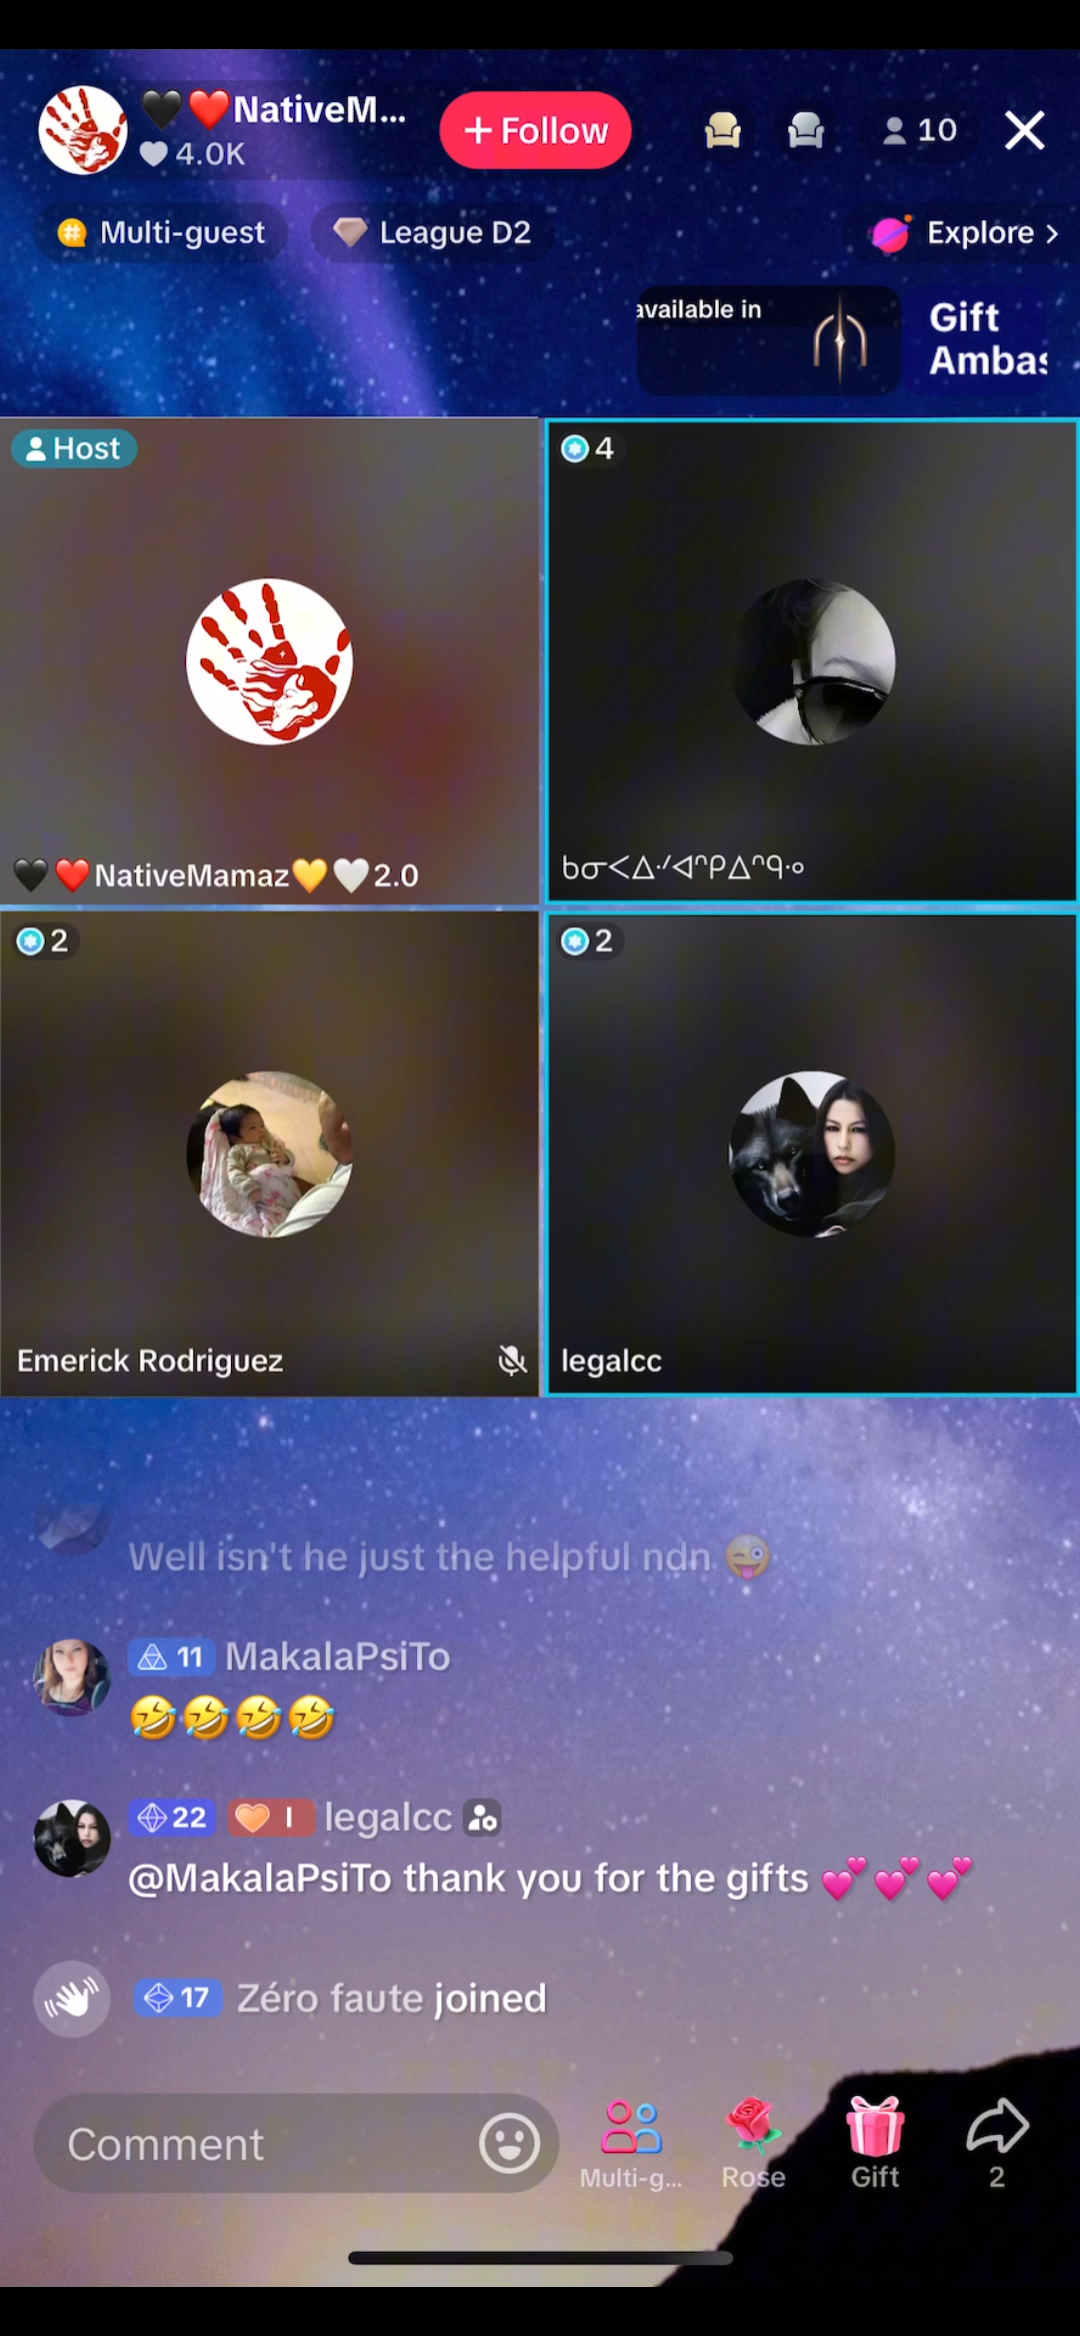 🖤❤️NativeM...
4.0K
+ Follow
10
Multi-guest
League D2
Explore >
available in
Gift
Ambas
Host
4
🖤❤️NativeMamaz💛🤍2.0
ᑲᓂᐸᐃᐧᐟᐊᐢᑭᐃᐢᑫᐧᐤ
2
2
Emerick Rodriguez
legalcc
Well isn't he just the helpful ndn 😜
11 MakalaPsiTo
🤣🤣🤣🤣
22 🧡 I legalcc
@MakalaPsiTo thank you for the gifts 💕💕💕
17 Zéro faute joined
Comment
Multi-g...
Rose
Gift
2